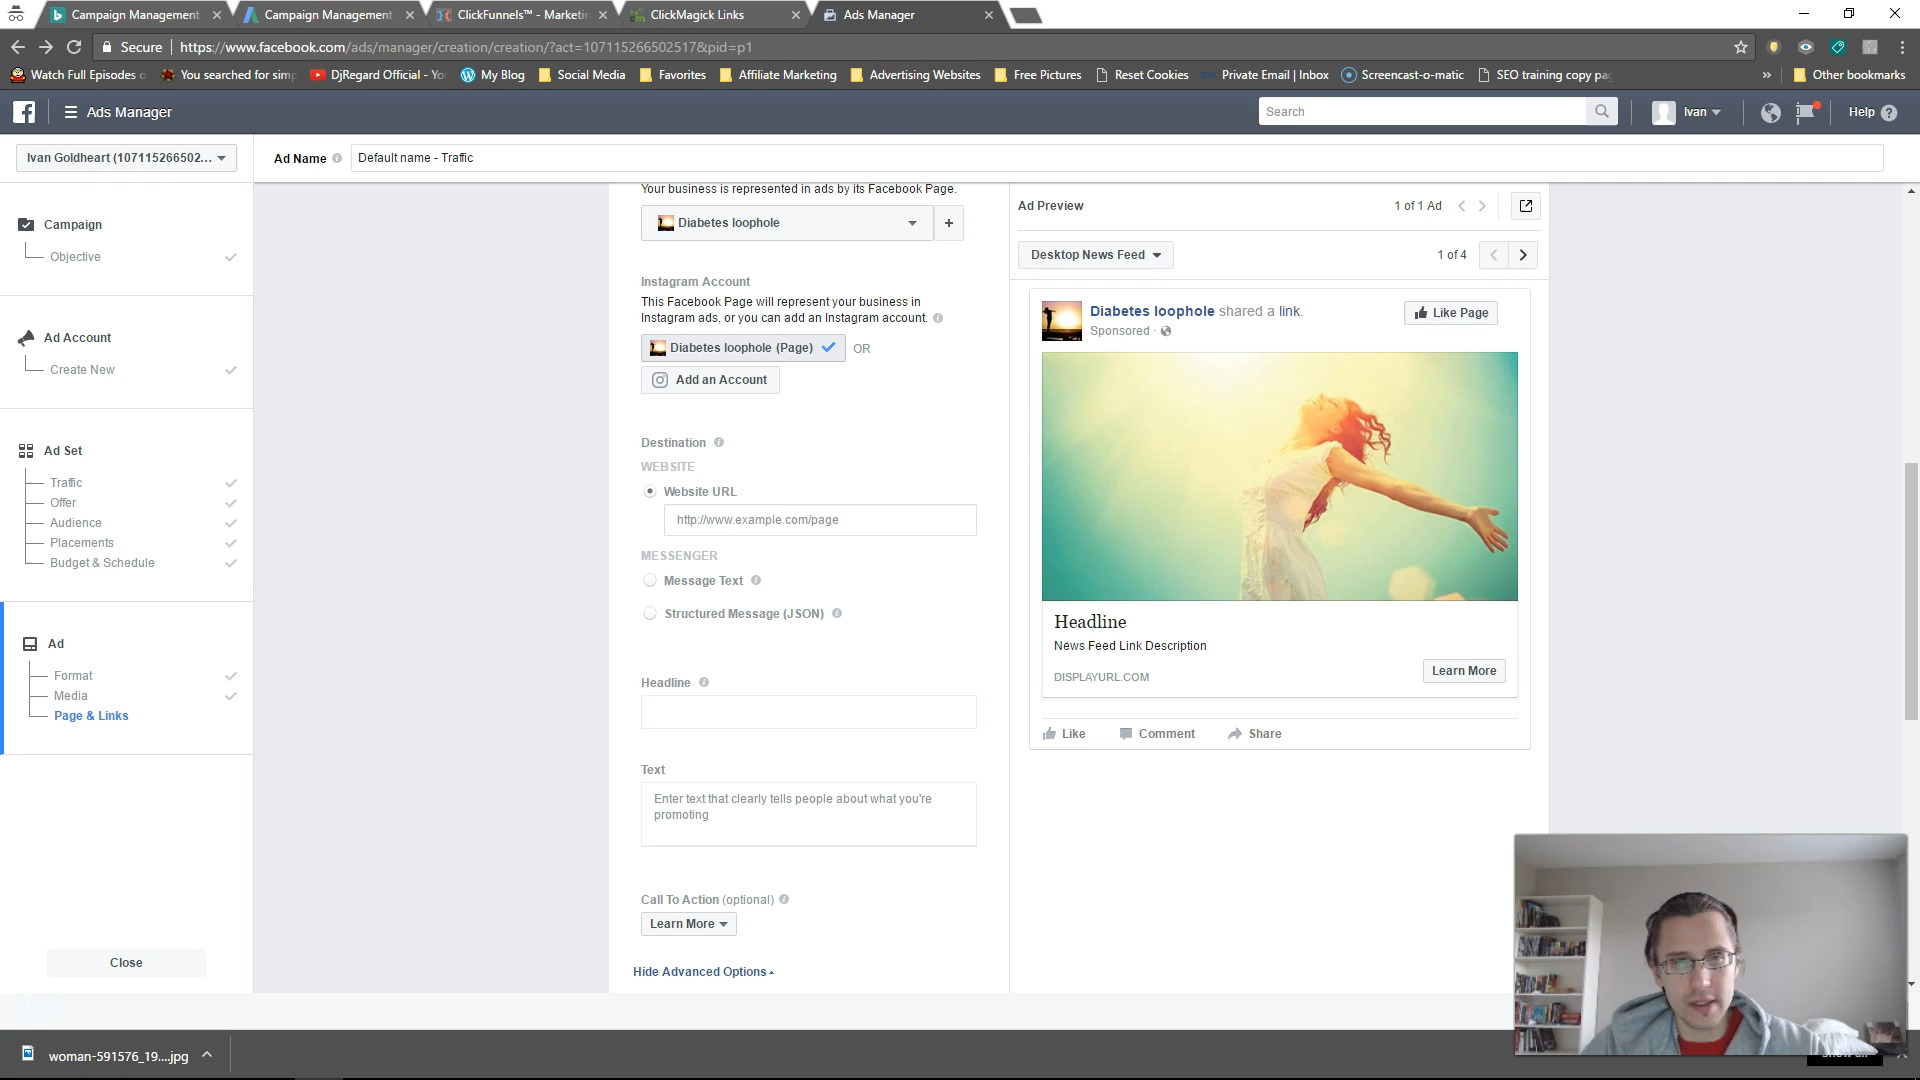 Campaign Management
Campaign Management
ClickFunnels™ - Marketin
ClickMagick Links
Ads Manager
Secure
https://www.facebook.com/ads/manager/creation/creation/?act=107115266502517&pid=p1
Watch Full Episodes o
You searched for simp
DjRegard Official - Yo
My Blog
Social Media
Favorites
Affiliate Marketing
Advertising Websites
Free Pictures
Reset Cookies
Private Email | Inbox
Screencast-o-matic
SEO training copy pag
»
Other bookmarks
Ads Manager
Search
Ivan
Help
Ivan Goldheart (107115266502...
Ad Name
Default name - Traffic
Campaign
Objective
Ad Account
Create New
Ad Set
Traffic
Offer
Audience
Placements
Budget & Schedule
Ad
Format
Media
Page & Links
Close
Your business is represented in ads by its Facebook Page.
Diabetes loophole
+
Instagram Account
This Facebook Page will represent your business in
Instagram ads, or you can add an Instagram account.
Diabetes loophole (Page)
OR
Add an Account
Destination
WEBSITE
Website URL
http://www.example.com/page
MESSENGER
Message Text
Structured Message (JSON)
Headline
Text
Enter text that clearly tells people about what you're
promoting
Call To Action (optional)
Learn More
Hide Advanced Options
Ad Preview
1 of 1 Ad
Desktop News Feed
1 of 4
Diabetes loophole shared a link.
Sponsored ·
Like Page
Headline
News Feed Link Description
DISPLAYURL.COM
Learn More
Like
Comment
Share
woman-591576_19....jpg